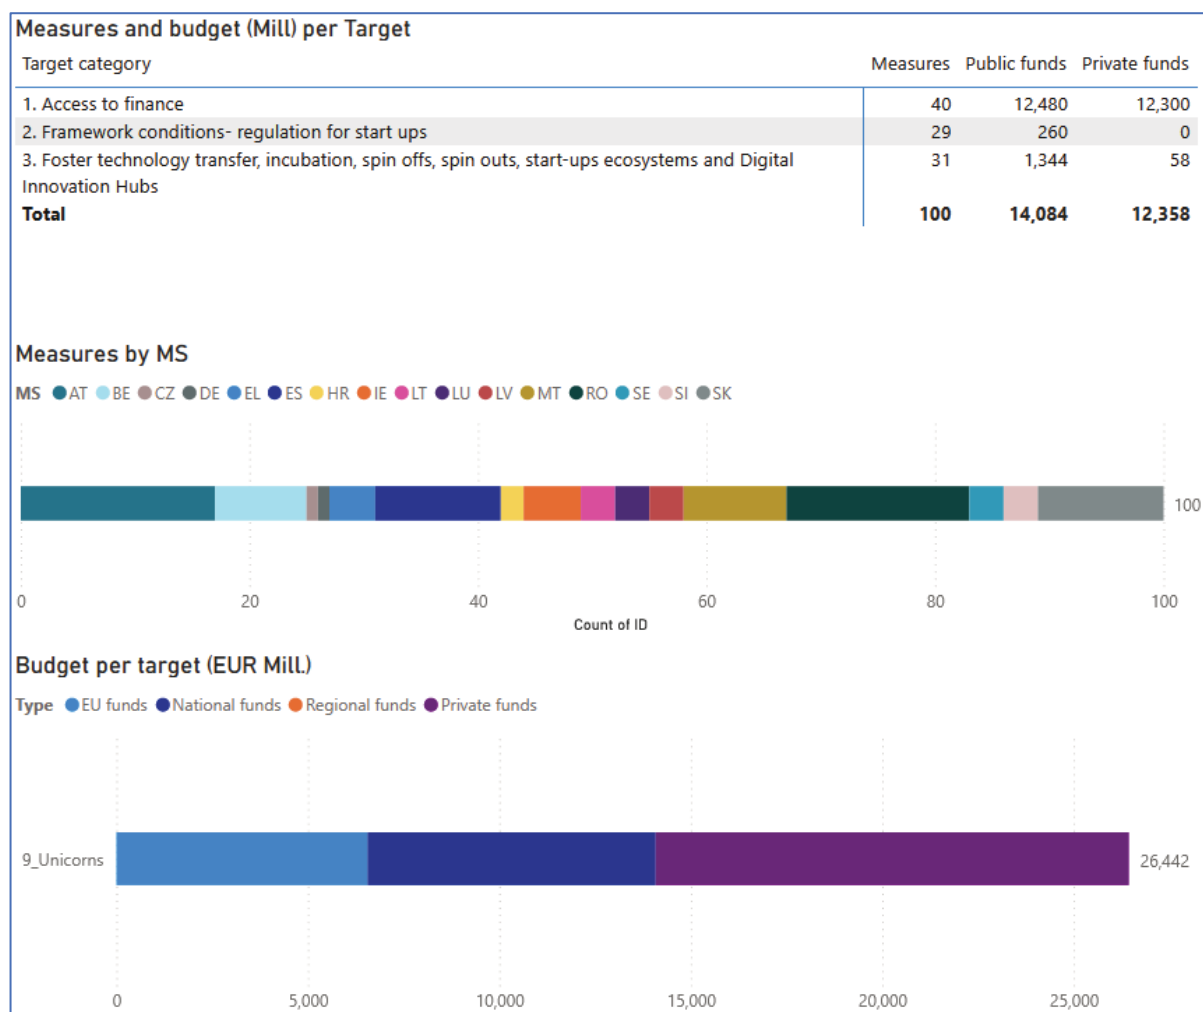 Measures and budget (Mill) per Target
Target category Measures Public funds Private funds
1. Access to finance 40 12,480 12,300
2. Framework conditions- regulation for start ups 29 260 0
3. Foster technology transfer, incubation, spin offs, spin outs, start-ups ecosystems and Digital 31 1,344 58
Innovation Hubs
Total 100 14,084 12,358
Measures by MS
MS AT BE CZ DE EL ES HR IE LT LU LV MT RO SE SI SK
100
0 20 40 60 80 100
Count of ID
Budget per target (EUR Mill.)
Type EU funds National funds Regional funds Private funds
9_Unicorns 26,442
0 5,000 10,000 15,000 20,000 25,000